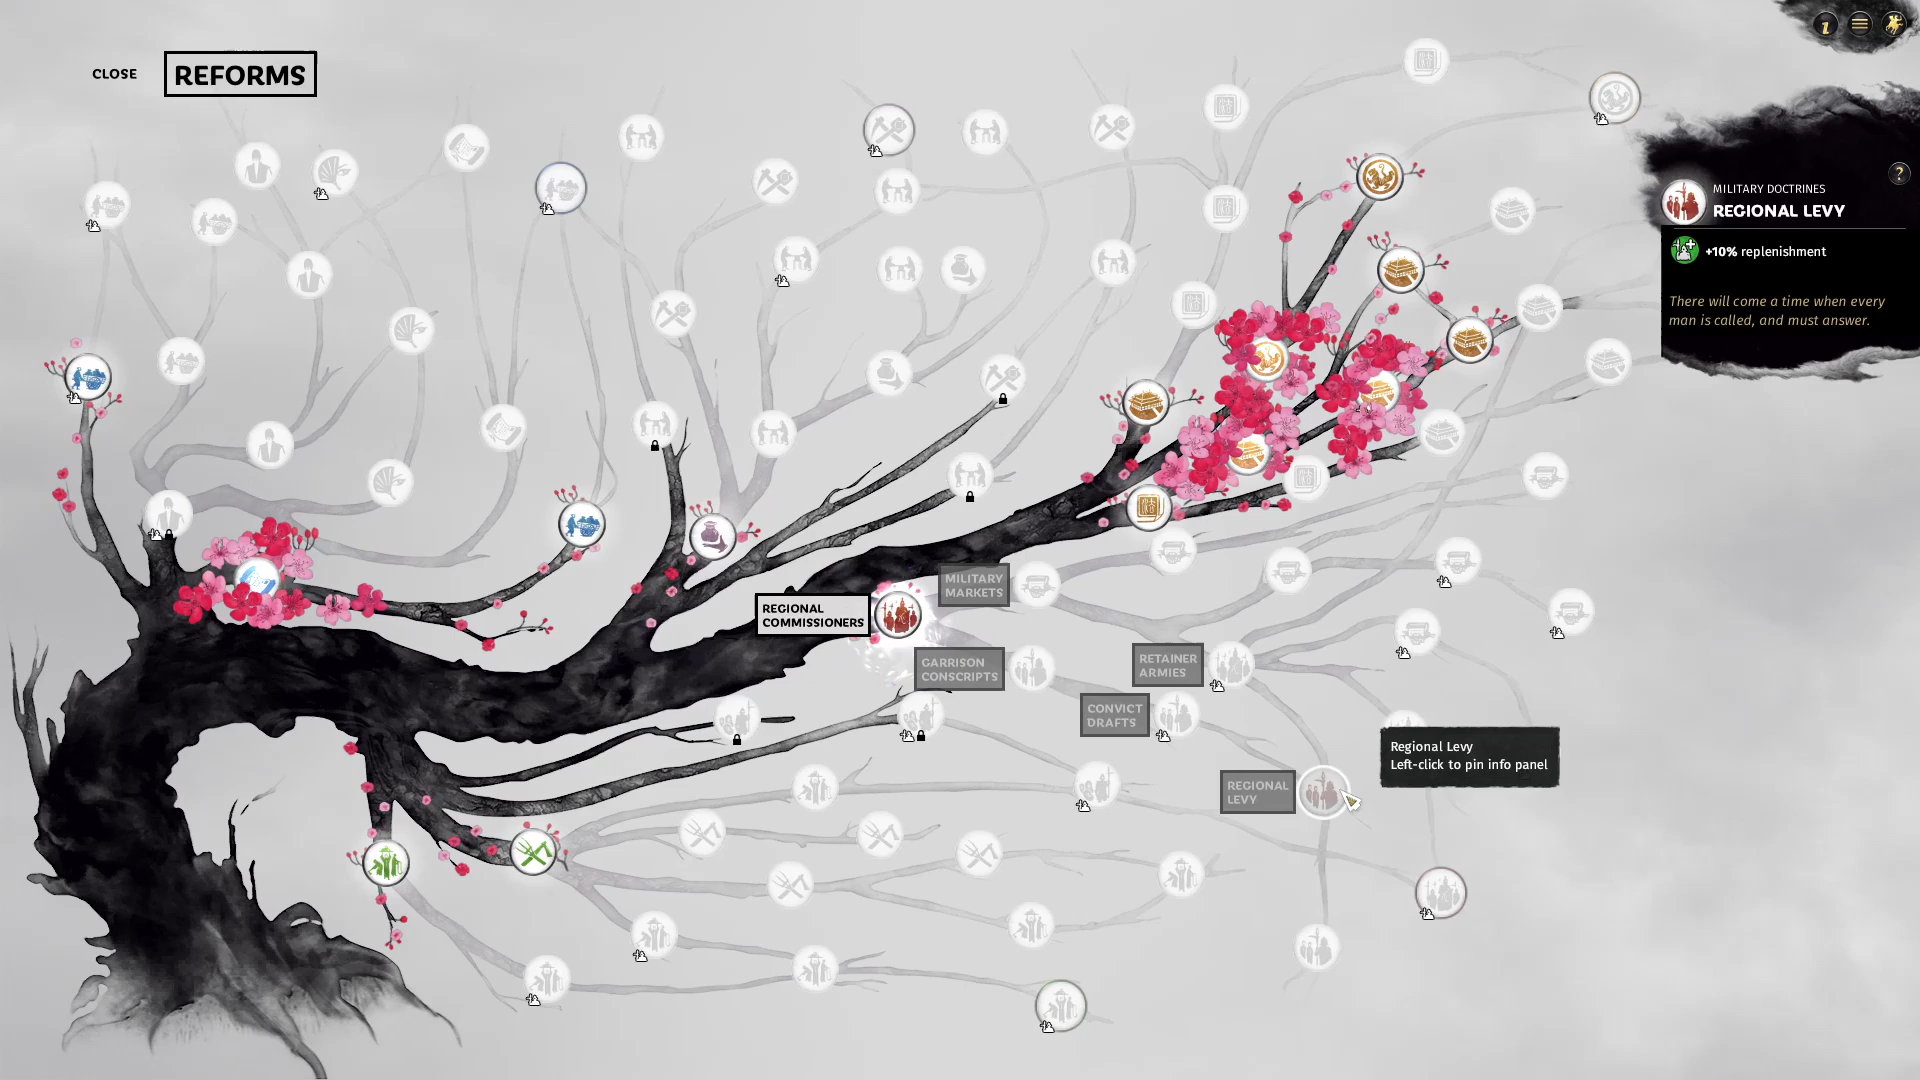 CLOSE
REFORMS
MILITARY DOCTRINES
REGIONAL LEVY
+10% replenishment
There will come a time when every
man is called, and must answer.
REGIONAL
COMMISSIONERS
MILITARY
MARKETS
GARRISON
CONSCRIPTS
RETAINER
ARMIES
CONVICT
DRAFTS
REGIONAL
LEVY
Regional Levy
Left-click to pin info panel
?